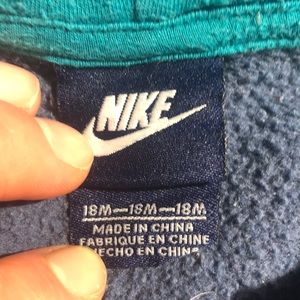 NIKE
18M-18M-18M
MADE IN CHINA
FABRIQUE EN CHINE
HECHO EN CHINA